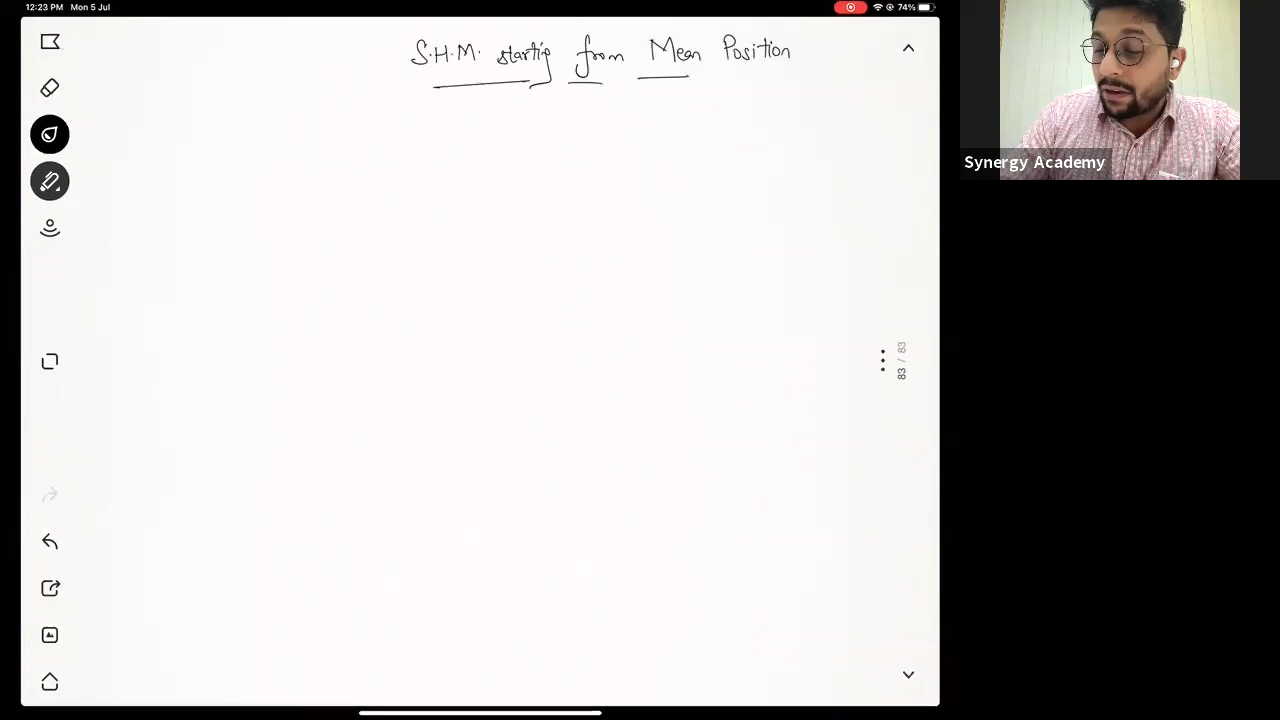 12:23 PM Mon 5 Jul
74%
S.H.M. startig from Mean Position
Synergy Academy
83 / 83